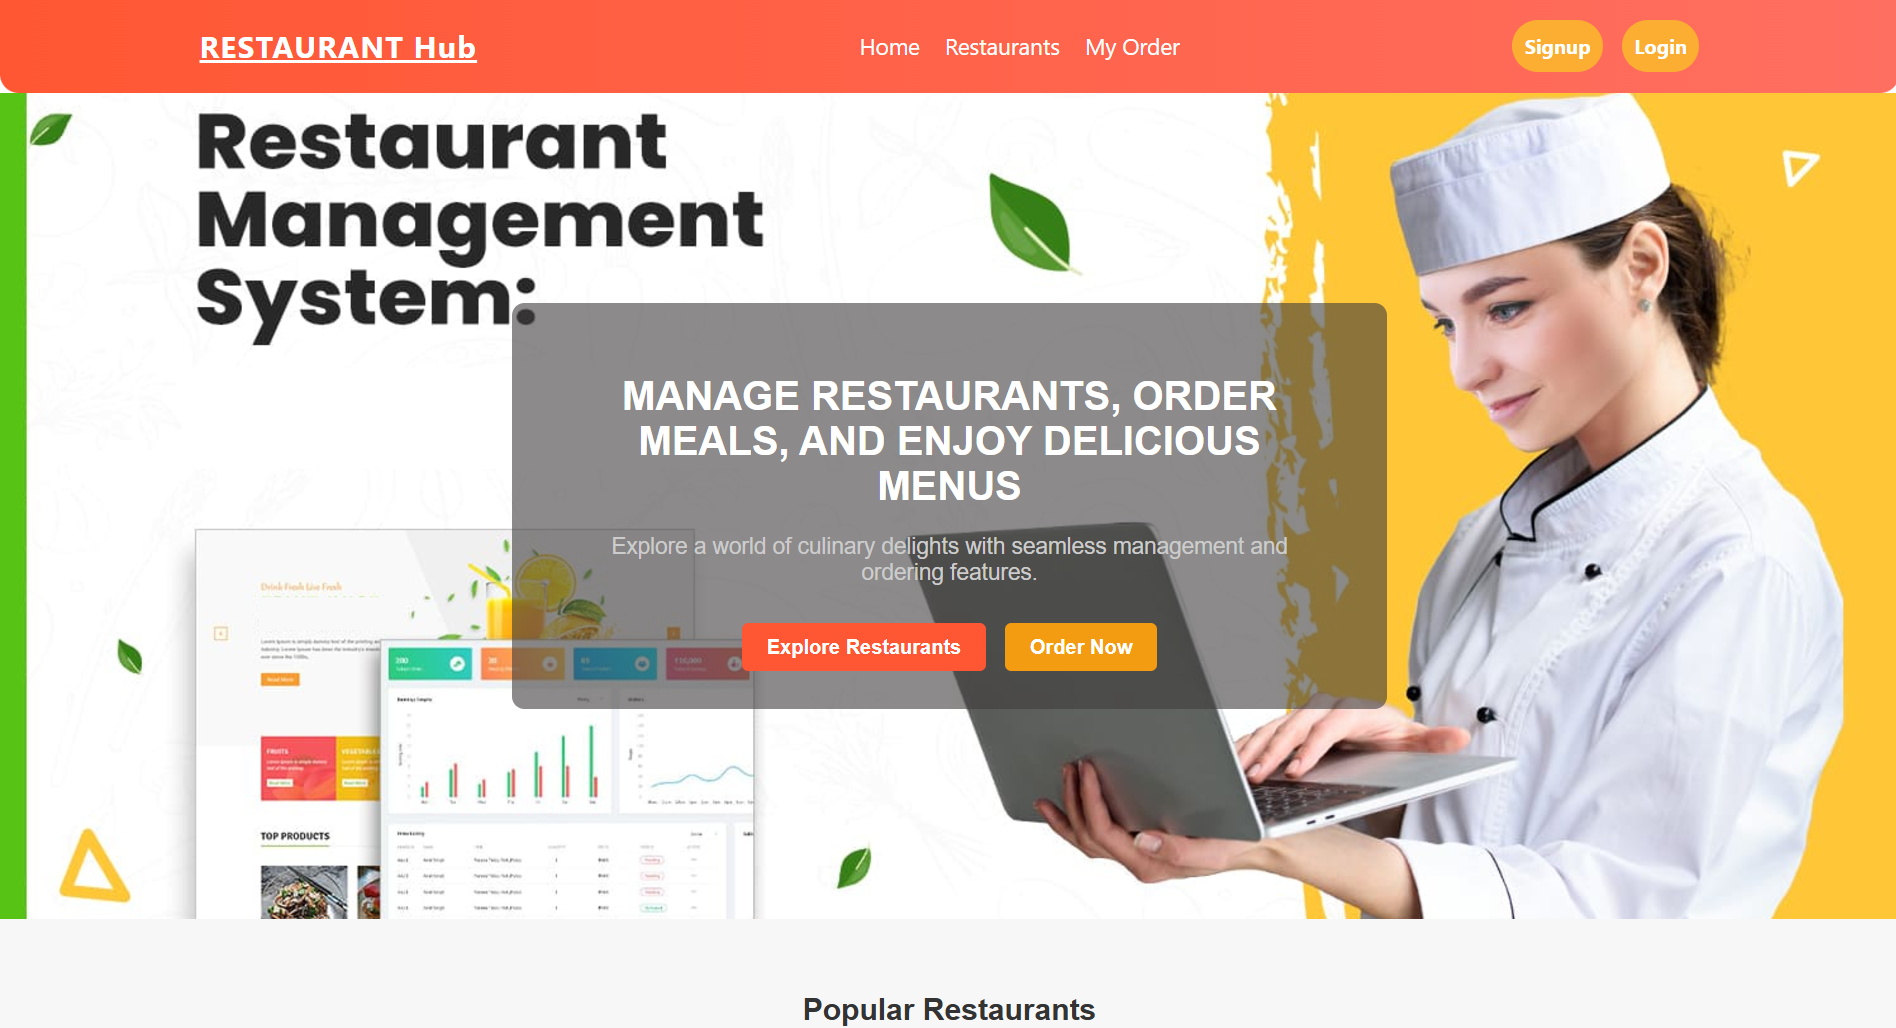 RESTAURANT Hub
Home Restaurants My Order
Signup Login
Restaurant
Management
System:
MANAGE RESTAURANTS, ORDER
MEALS, AND ENJOY DELICIOUS
MENUS
Explore a world of culinary delights with seamless management and
ordering features.
Explore Restaurants Order Now
Drink Fresh Live Fresh
Read More
FRUITS
VEGETABLES
TOP PRODUCTS
Popular Restaurants